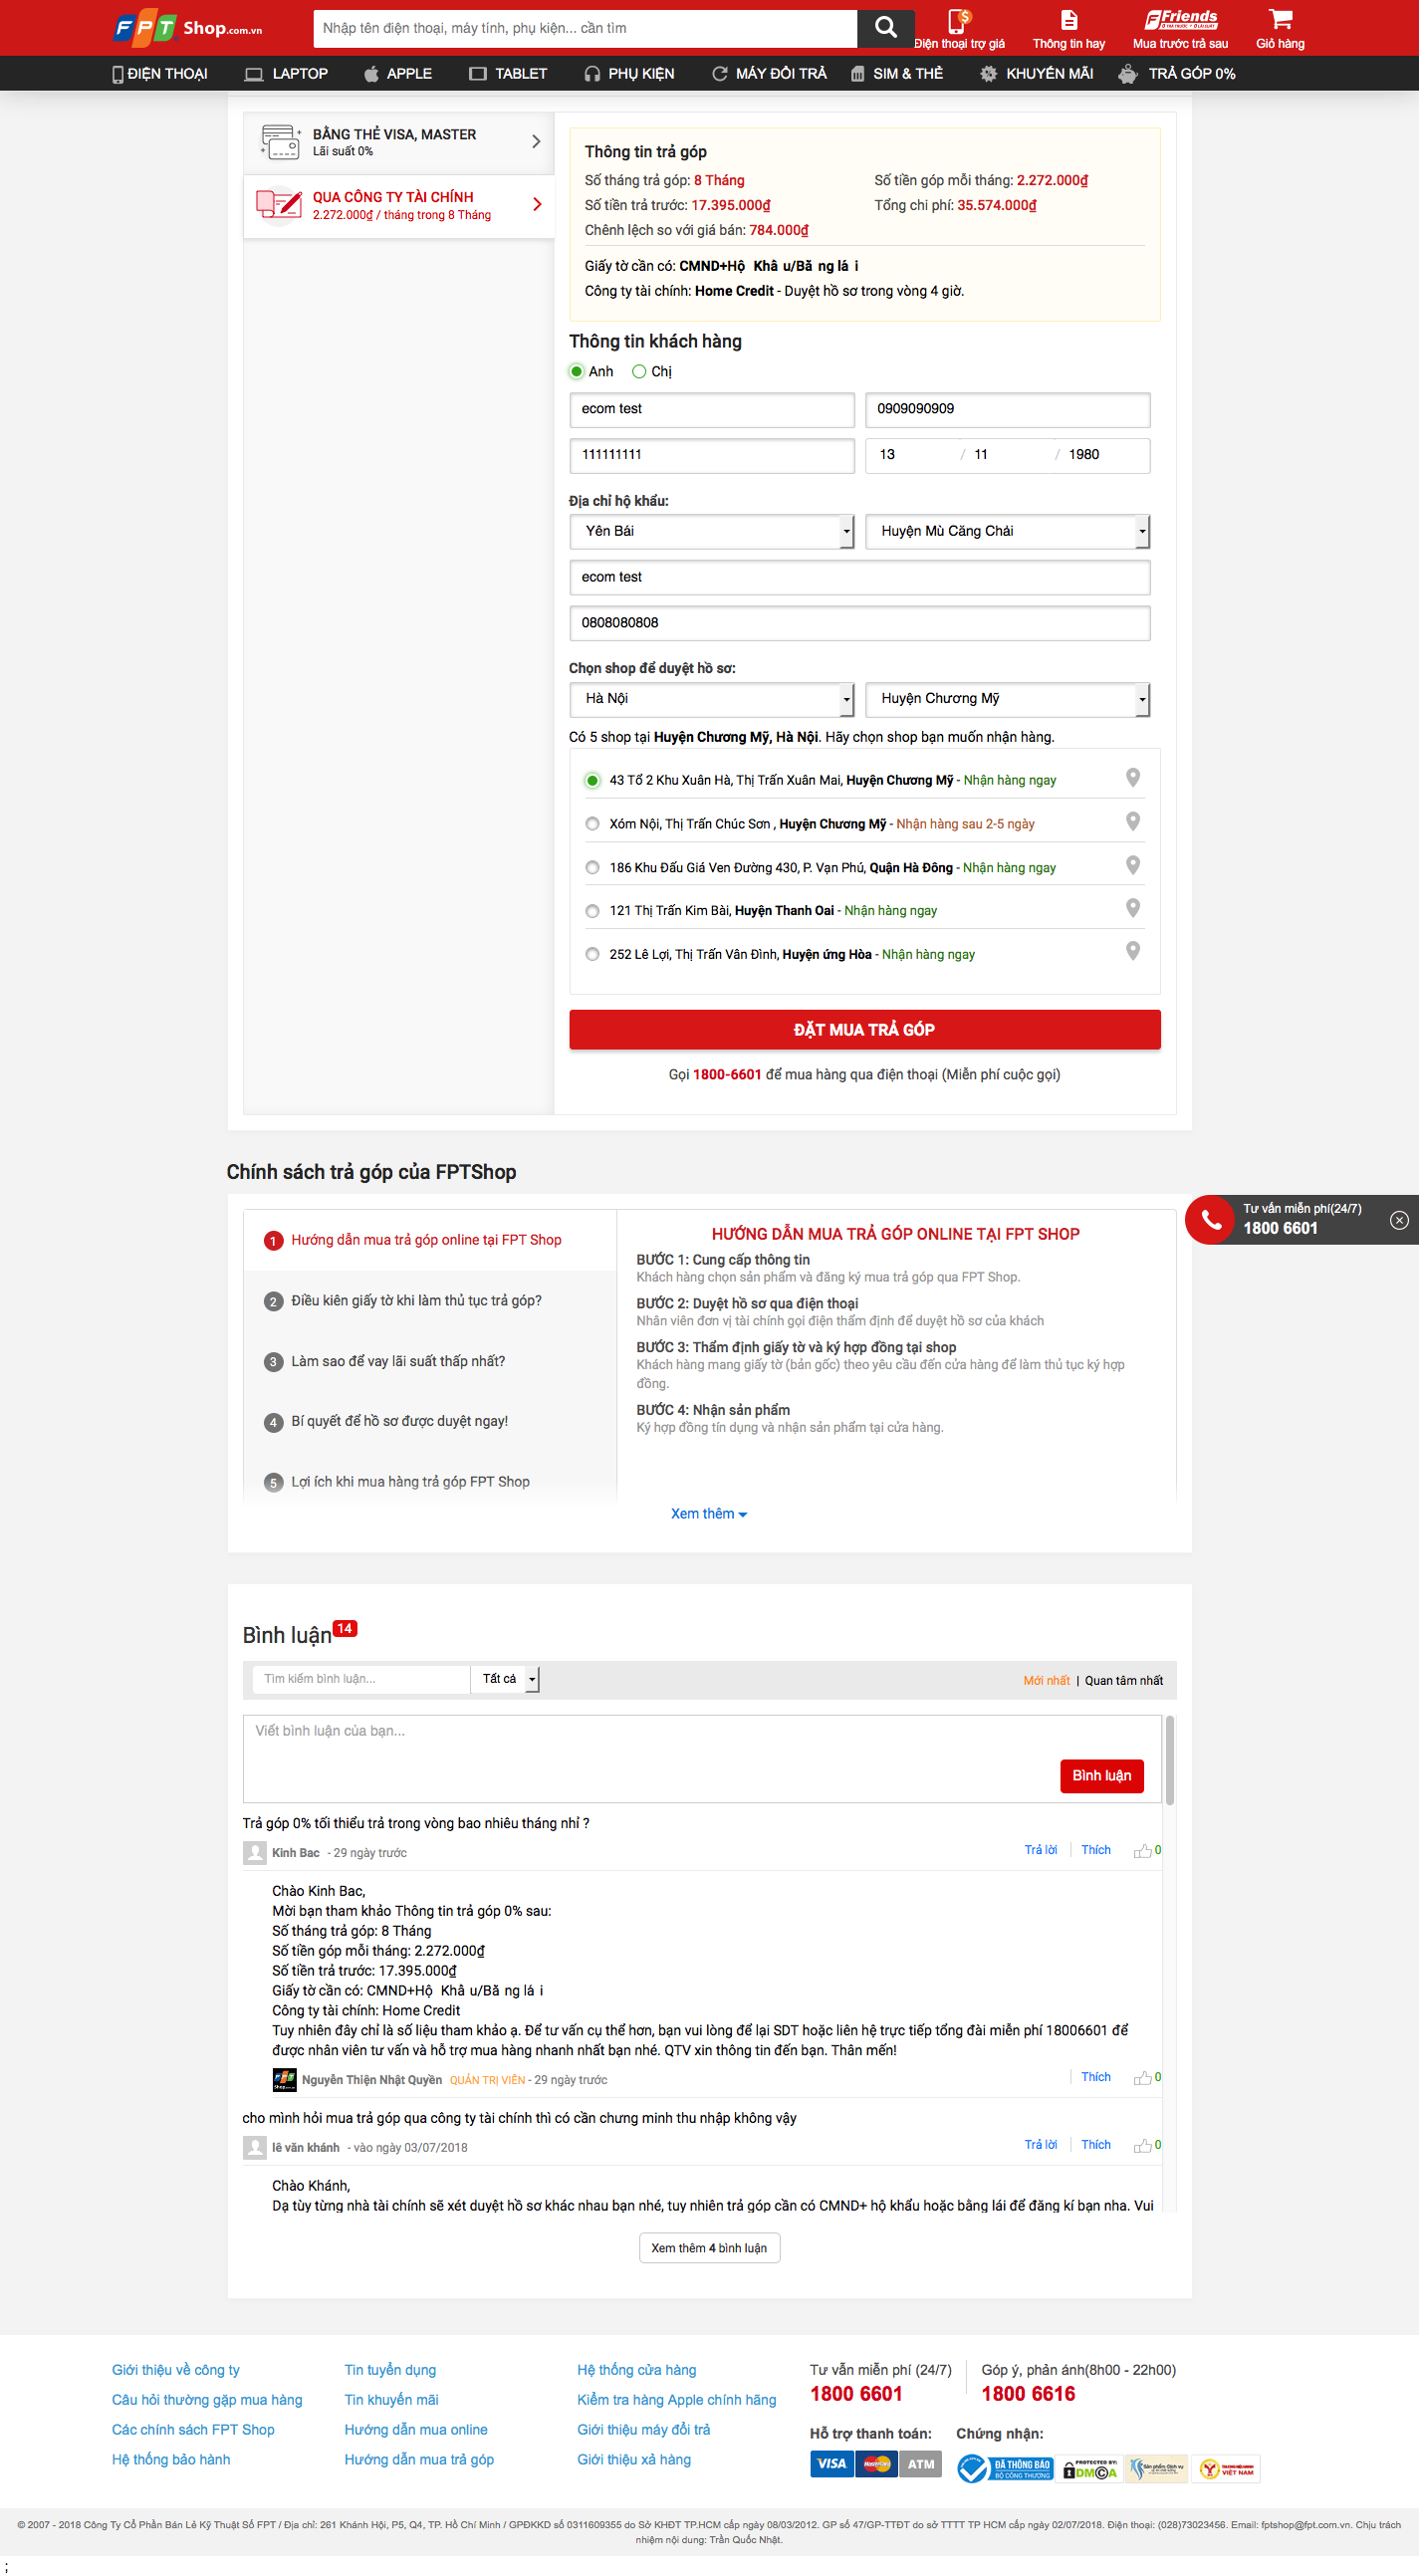 FPT Shop.com.vn
Nhập tên điện thoại, máy tính, phụ kiện... cần tìm
Điện thoại trợ giá
Thông tin hay
Friends
Mua trước trả sau
Giỏ hàng
ĐIỆN THOẠI
LAPTOP
APPLE
TABLET
PHỤ KIỆN
MÁY ĐỔI TRẢ
SIM & THẺ
KHUYẾN MÃI
TRẢ GÓP 0%
BẰNG THẺ VISA, MASTER
Lãi suất 0%
QUA CÔNG TY TÀI CHÍNH
2.272.000₫ / tháng trong 8 Tháng
Thông tin trả góp
Số tháng trả góp: 8 Tháng
Số tiền góp mỗi tháng: 2.272.000₫
Số tiền trả trước: 17.395.000₫
Tổng chi phí: 35.574.000₫
Chênh lệch so với giá bán: 784.000₫
Giấy tờ cần có: CMND+Hộ Khẩu/Bằng lái
Công ty tài chính: Home Credit - Duyệt hồ sơ trong vòng 4 giờ.
Thông tin khách hàng
Anh
Chị
ecom test
0909090909
111111111
13 / 11 / 1980
Địa chỉ hộ khẩu:
Yên Bái
Huyện Mù Căng Chải
ecom test
0808080808
Chọn shop để duyệt hồ sơ:
Hà Nội
Huyện Chương Mỹ
Có 5 shop tại Huyện Chương Mỹ, Hà Nội. Hãy chọn shop bạn muốn nhận hàng.
43 Tổ 2 Khu Xuân Hà, Thị Trấn Xuân Mai, Huyện Chương Mỹ - Nhận hàng ngay
Xóm Nội, Thị Trấn Chúc Sơn , Huyện Chương Mỹ - Nhận hàng sau 2-5 ngày
186 Khu Đấu Giá Ven Đường 430, P. Vạn Phú, Quận Hà Đông - Nhận hàng ngay
121 Thị Trấn Kim Bài, Huyện Thanh Oai - Nhận hàng ngay
252 Lê Lợi, Thị Trấn Vân Đình, Huyện ứng Hòa - Nhận hàng ngay
ĐẶT MUA TRẢ GÓP
Gọi 1800-6601 để mua hàng qua điện thoại (Miễn phí cuộc gọi)
Chính sách trả góp của FPTShop
Tư vấn miễn phí(24/7)
1800 6601
1 Hướng dẫn mua trả góp online tại FPT Shop
2 Điều kiên giấy tờ khi làm thủ tục trả góp?
3 Làm sao để vay lãi suất thấp nhất?
4 Bí quyết để hồ sơ được duyệt ngay!
5 Lợi ích khi mua hàng trả góp FPT Shop
HƯỚNG DẪN MUA TRẢ GÓP ONLINE TẠI FPT SHOP
BƯỚC 1: Cung cấp thông tin
Khách hàng chọn sản phẩm và đăng ký mua trả góp qua FPT Shop.
BƯỚC 2: Duyệt hồ sơ qua điện thoại
Nhân viên đơn vị tài chính gọi điện thẩm định để duyệt hồ sơ của khách
BƯỚC 3: Thẩm định giấy tờ và ký hợp đồng tại shop
Khách hàng mang giấy tờ (bản gốc) theo yêu cầu đến cửa hàng để làm thủ tục ký hợp
đồng.
BƯỚC 4: Nhận sản phẩm
Ký hợp đồng tín dụng và nhận sản phẩm tại cửa hàng.
Xem thêm
Bình luận 14
Tìm kiếm bình luận...
Tất cả
Mới nhất | Quan tâm nhất
Viết bình luận của bạn...
Bình luận
Trả góp 0% tối thiểu trả trong vòng bao nhiêu tháng nhỉ ?
Kinh Bac - 29 ngày trước
Trả lời
Thích
0
Chào Kinh Bac,
Mời bạn tham khảo Thông tin trả góp 0% sau:
Số tháng trả góp: 8 Tháng
Số tiền góp mỗi tháng: 2.272.000₫
Số tiền trả trước: 17.395.000₫
Giấy tờ cần có: CMND+Hộ Khẩu/Bằng lái
Công ty tài chính: Home Credit
Tuy nhiên đây chỉ là số liệu tham khảo ạ. Để tư vấn cụ thể hơn, bạn vui lòng để lại SDT hoặc liên hệ trực tiếp tổng đài miễn phí 18006601 để
được nhân viên tư vấn và hỗ trợ mua hàng nhanh nhất bạn nhé. QTV xin thông tin đến bạn. Thân mến!
Nguyễn Thiện Nhật Quyền QUẢN TRỊ VIÊN - 29 ngày trước
Thích
0
cho mình hỏi mua trả góp qua công ty tài chính thì có cần chưng minh thu nhập không vậy
lê văn khánh - vào ngày 03/07/2018
Trả lời
Thích
0
Chào Khánh,
Dạ tùy từng nhà tài chính sẽ xét duyệt hồ sơ khác nhau bạn nhé, tuy nhiên trả góp cần có CMND+ hộ khẩu hoặc bằng lái để đăng kí bạn nha. Vui
Xem thêm 4 bình luận
Giới thiệu về công ty
Câu hỏi thường gặp mua hàng
Các chính sách FPT Shop
Hệ thống bảo hành
Tin tuyển dụng
Tin khuyến mãi
Hướng dẫn mua online
Hướng dẫn mua trả góp
Hệ thống cửa hàng
Kiểm tra hàng Apple chính hãng
Giới thiệu máy đổi trả
Giới thiệu xả hàng
Tư vấn miễn phí (24/7)
1800 6601
Góp ý, phản ánh(8h00 - 22h00)
1800 6616
Hỗ trợ thanh toán:
VISA
MasterCard
ATM
Chứng nhận:
ĐÃ THÔNG BÁO
BỘ CÔNG THƯƠNG
PROTECTED BY:
DMCA
VIỆT NAM
© 2007 - 2018 Công Ty Cổ Phần Bán Lẻ Kỹ Thuật Số FPT / Địa chỉ: 261 Khánh Hội, P5, Q4, TP. Hồ Chí Minh / GPĐKKD số 0311609355 do Sở KHĐT TP.HCM cấp ngày 08/03/2012. GP số 47/GP-TTĐT do sở TTTT TP HCM cấp ngày 02/07/2018. Điện thoại: (028)73023456. Email: fptshop@fpt.com.vn. Chịu trách
nhiệm nội dung: Trần Quốc Nhật.
;